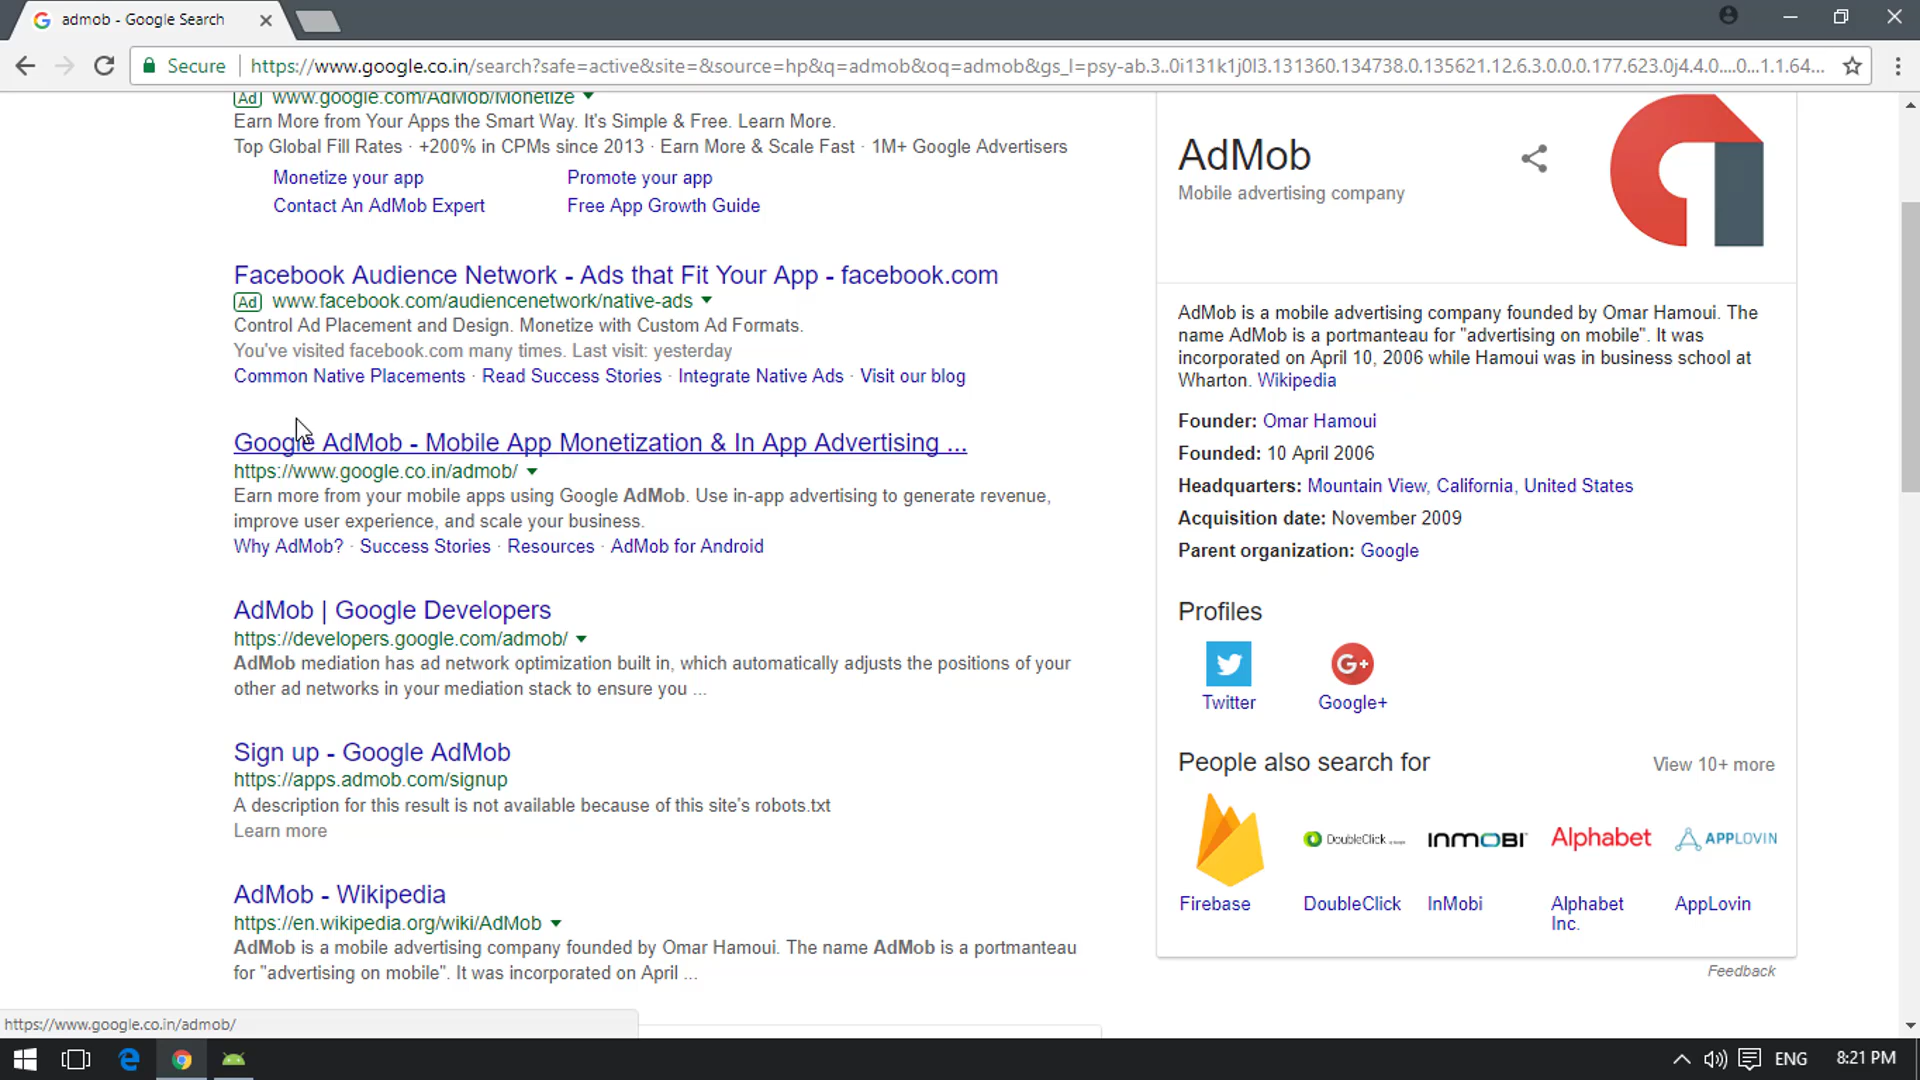 admob - Google Search
Secure
https://www.google.co.in/search?safe=active&site=&source=hp&q=admob&oq=admob&gs_l=psy-ab.3..0i131k1j0l3.131360.134738.0.135621.12.6.3.0.0.0.177.623.0j4.4.0....0...1.1.64...
Ad www.google.com/AdMob/Monetize
Earn More from Your Apps the Smart Way. It's Simple & Free. Learn More.
Top Global Fill Rates · +200% in CPMs since 2013 · Earn More & Scale Fast · 1M+ Google Advertisers
Monetize your app Promote your app
Contact An AdMob Expert Free App Growth Guide
Facebook Audience Network - Ads that Fit Your App - facebook.com
Ad www.facebook.com/audiencenetwork/native-ads
Control Ad Placement and Design. Monetize with Custom Ad Formats.
You've visited facebook.com many times. Last visit: yesterday
Common Native Placements · Read Success Stories · Integrate Native Ads · Visit our blog
Google AdMob - Mobile App Monetization & In App Advertising ...
https://www.google.co.in/admob/
Earn more from your mobile apps using Google AdMob. Use in-app advertising to generate revenue,
improve user experience, and scale your business.
Why AdMob? · Success Stories · Resources · AdMob for Android
AdMob | Google Developers
https://developers.google.com/admob/
AdMob mediation has ad network optimization built in, which automatically adjusts the positions of your
other ad networks in your mediation stack to ensure you ...
Sign up - Google AdMob
https://apps.admob.com/signup
A description for this result is not available because of this site's robots.txt
Learn more
AdMob - Wikipedia
https://en.wikipedia.org/wiki/AdMob
AdMob is a mobile advertising company founded by Omar Hamoui. The name AdMob is a portmanteau
for "advertising on mobile". It was incorporated on April ...
AdMob
Mobile advertising company
AdMob is a mobile advertising company founded by Omar Hamoui. The
name AdMob is a portmanteau for "advertising on mobile". It was
incorporated on April 10, 2006 while Hamoui was in business school at
Wharton. Wikipedia
Founder: Omar Hamoui
Founded: 10 April 2006
Headquarters: Mountain View, California, United States
Acquisition date: November 2009
Parent organization: Google
Profiles
G+
Twitter Google+
People also search for View 10+ more
DoubleClick by Google INMOBI Alphabet APPLOVIN
Firebase DoubleClick InMobi Alphabet Inc. AppLovin
Feedback
https://www.google.co.in/admob/
ENG 8:21 PM